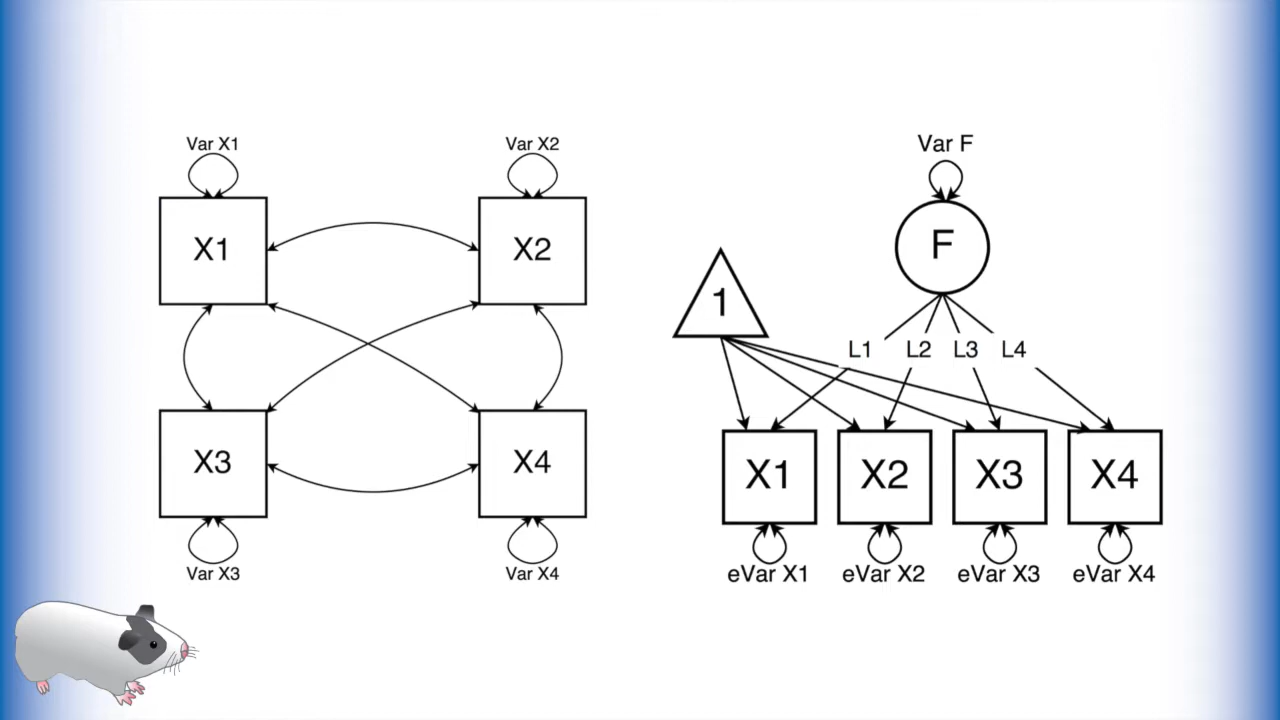 Var X1
Var X2
X1
X2
X3
X4
Var X3
Var X4
Var F
F
1
L1 L2 L3 L4
X1 X2 X3 X4
eVar X1 eVar X2 eVar X3 eVar X4